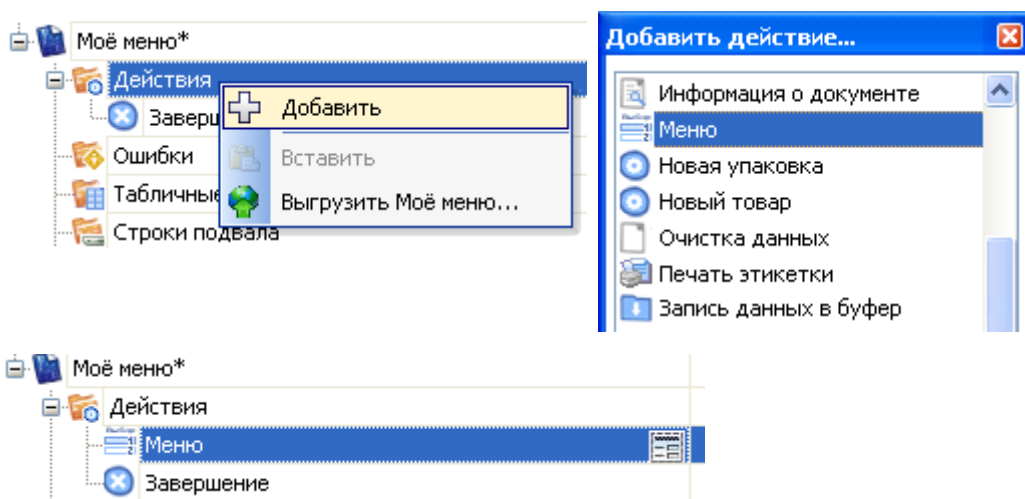 Моё меню*
Действия
Завер
Добавить
Вставить
Выгрузить Моё меню...
Ошибки
Табличные
Строки подвала
Добавить действие...
Информация о документе
Меню
Новая упаковка
Новый товар
Очистка данных
Печать этикетки
Запись данных в буфер
Моё меню*
Действия
Меню
Завершение